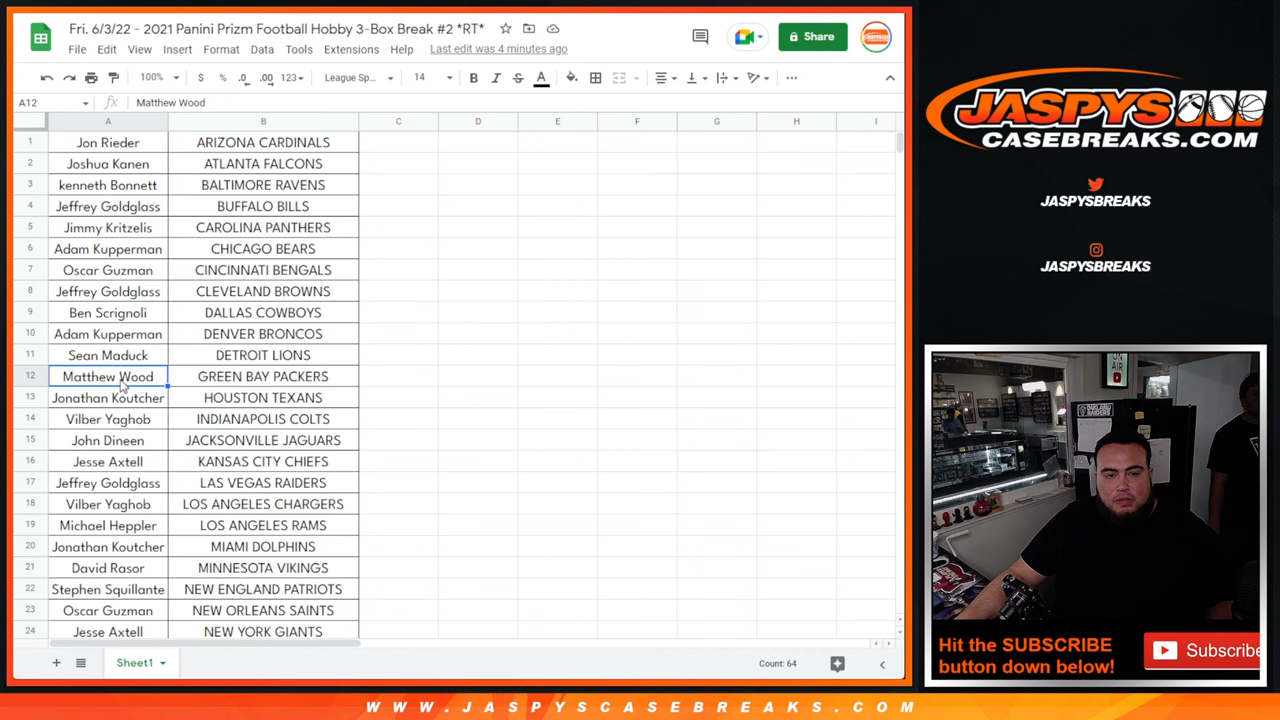 Fri. 6/3/22 - 2021 Panini Prizm Football Hobby 3-Box Break #2 *RT*
File Edit View Insert Format Data Tools Extensions Help Last edit was 4 minutes ago
Share
100% $ % .0 .00 123 League Sp... 14 B I S A
A12 fx Matthew Wood
A B C D E F G H I
1 Jon Rieder ARIZONA CARDINALS
2 Joshua Kanen ATLANTA FALCONS
3 kenneth Bonnett BALTIMORE RAVENS
4 Jeffrey Goldglass BUFFALO BILLS
5 Jimmy Kritzelis CAROLINA PANTHERS
6 Adam Kupperman CHICAGO BEARS
7 Oscar Guzman CINCINNATI BENGALS
8 Jeffrey Goldglass CLEVELAND BROWNS
9 Ben Scrignoli DALLAS COWBOYS
10 Adam Kupperman DENVER BRONCOS
11 Sean Maduck DETROIT LIONS
12 Matthew Wood GREEN BAY PACKERS
13 Jonathan Koutcher HOUSTON TEXANS
14 Vilber Yaghob INDIANAPOLIS COLTS
15 John Dineen JACKSONVILLE JAGUARS
16 Jesse Axtell KANSAS CITY CHIEFS
17 Jeffrey Goldglass LAS VEGAS RAIDERS
18 Vilber Yaghob LOS ANGELES CHARGERS
19 Michael Heppler LOS ANGELES RAMS
20 Jonathan Koutcher MIAMI DOLPHINS
21 David Rasor MINNESOTA VIKINGS
22 Stephen Squillante NEW ENGLAND PATRIOTS
23 Oscar Guzman NEW ORLEANS SAINTS
24 Jesse Axtell NEW YORK GIANTS
Sheet1
Count: 64
JASPYS
CASEBREAKS.COM
JASPYSBREAKS
JASPYSBREAKS
ON
AIR
OAKLAND
RAIDERS
Hit the SUBSCRIBE
button down below!
Subscribe
WWW.JASPYSCASEBREAKS.COM